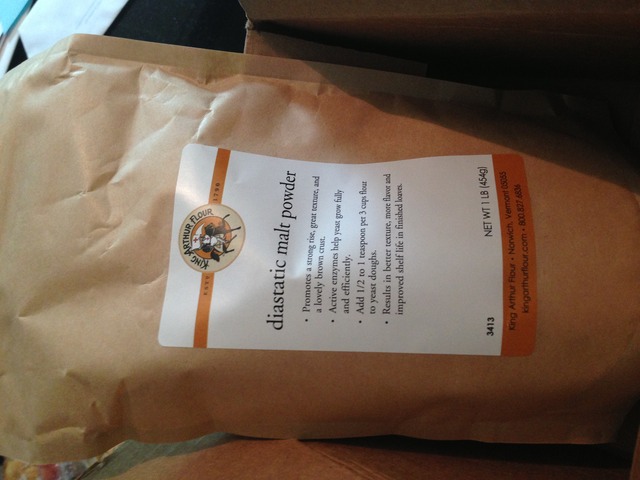 KING ARTHUR FLOUR
1790
diastatic malt powder
• Promotes a strong rise, great texture, and
a lovely brown crust.
• Active enzymes help yeast grow fully
and efficiently.
• Add 1/2 to 1 teaspoon per 3 cups flour
to yeast doughs.
• Results in better texture, more flavor and
improved shelf life in finished loaves.
3413 NET WT 1 LB (454g)
King Arthur Flour • Norwich, Vermont 05055
kingarthurflour.com • 800.827.6836